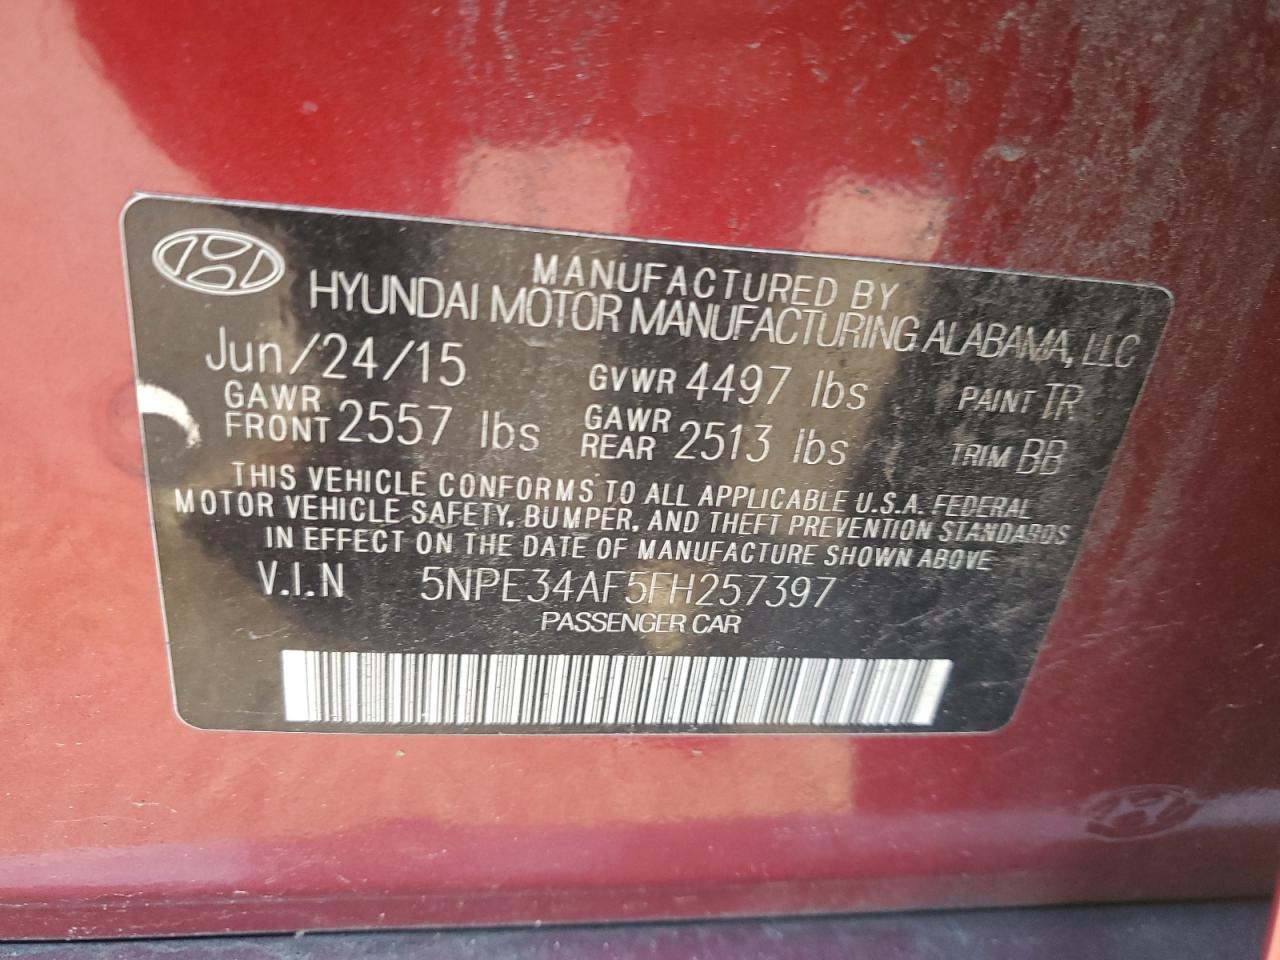 MANUFACTURED BY
HYUNDAI MOTOR MANUFACTURING ALABAMA, LLC
Jun/24/15 GVWR 4497 lbs PAINT TR
GAWR FRONT 2557 lbs GAWR REAR 2513 lbs TRIM BB
THIS VEHICLE CONFORMS TO ALL APPLICABLE U.S.A. FEDERAL
MOTOR VEHICLE SAFETY, BUMPER, AND THEFT PREVENTION STANDARDS
IN EFFECT ON THE DATE OF MANUFACTURE SHOWN ABOVE
V.I.N 5NPE34AF5FH257397
PASSENGER CAR